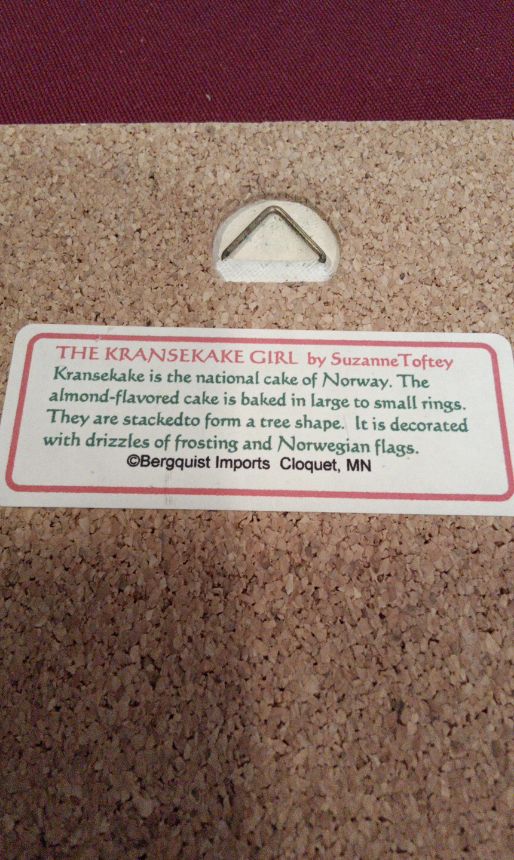 THE KRANSEKAKE GIRL by SuzanneToftey
Kransekake is the national cake of Norway. The
almond-flavored cake is baked in large to small rings.
They are stackedto form a tree shape. It is decorated
with drizzles of frosting and Norwegian flags.
©Bergquist Imports Cloquet, MN